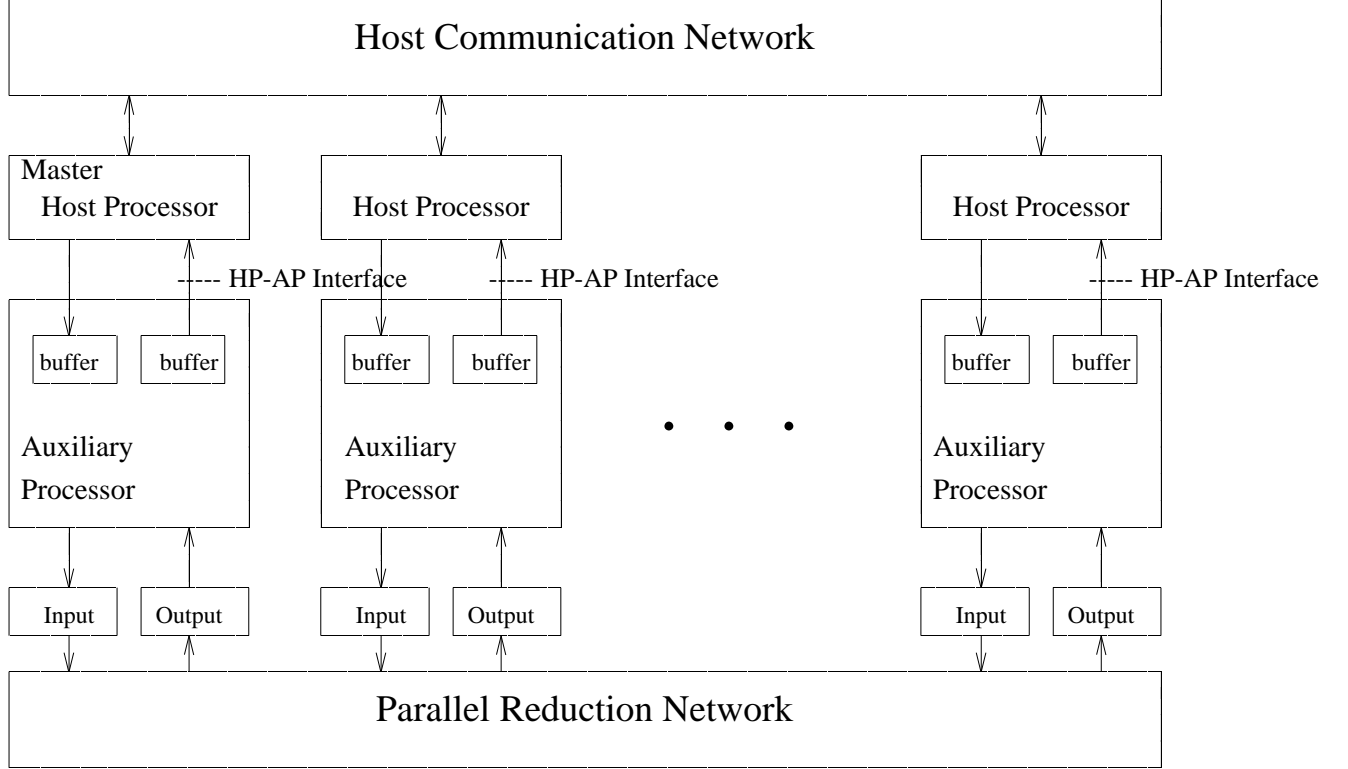 Host Communication Network
Master
Host Processor
Host Processor
Host Processor
----- HP-AP Interface
----- HP-AP Interface
----- HP-AP Interface
buffer
buffer
buffer
buffer
buffer
buffer
Auxiliary
Processor
Auxiliary
Processor
. . .
Auxiliary
Processor
Input
Output
Input
Output
Input
Output
Parallel Reduction Network